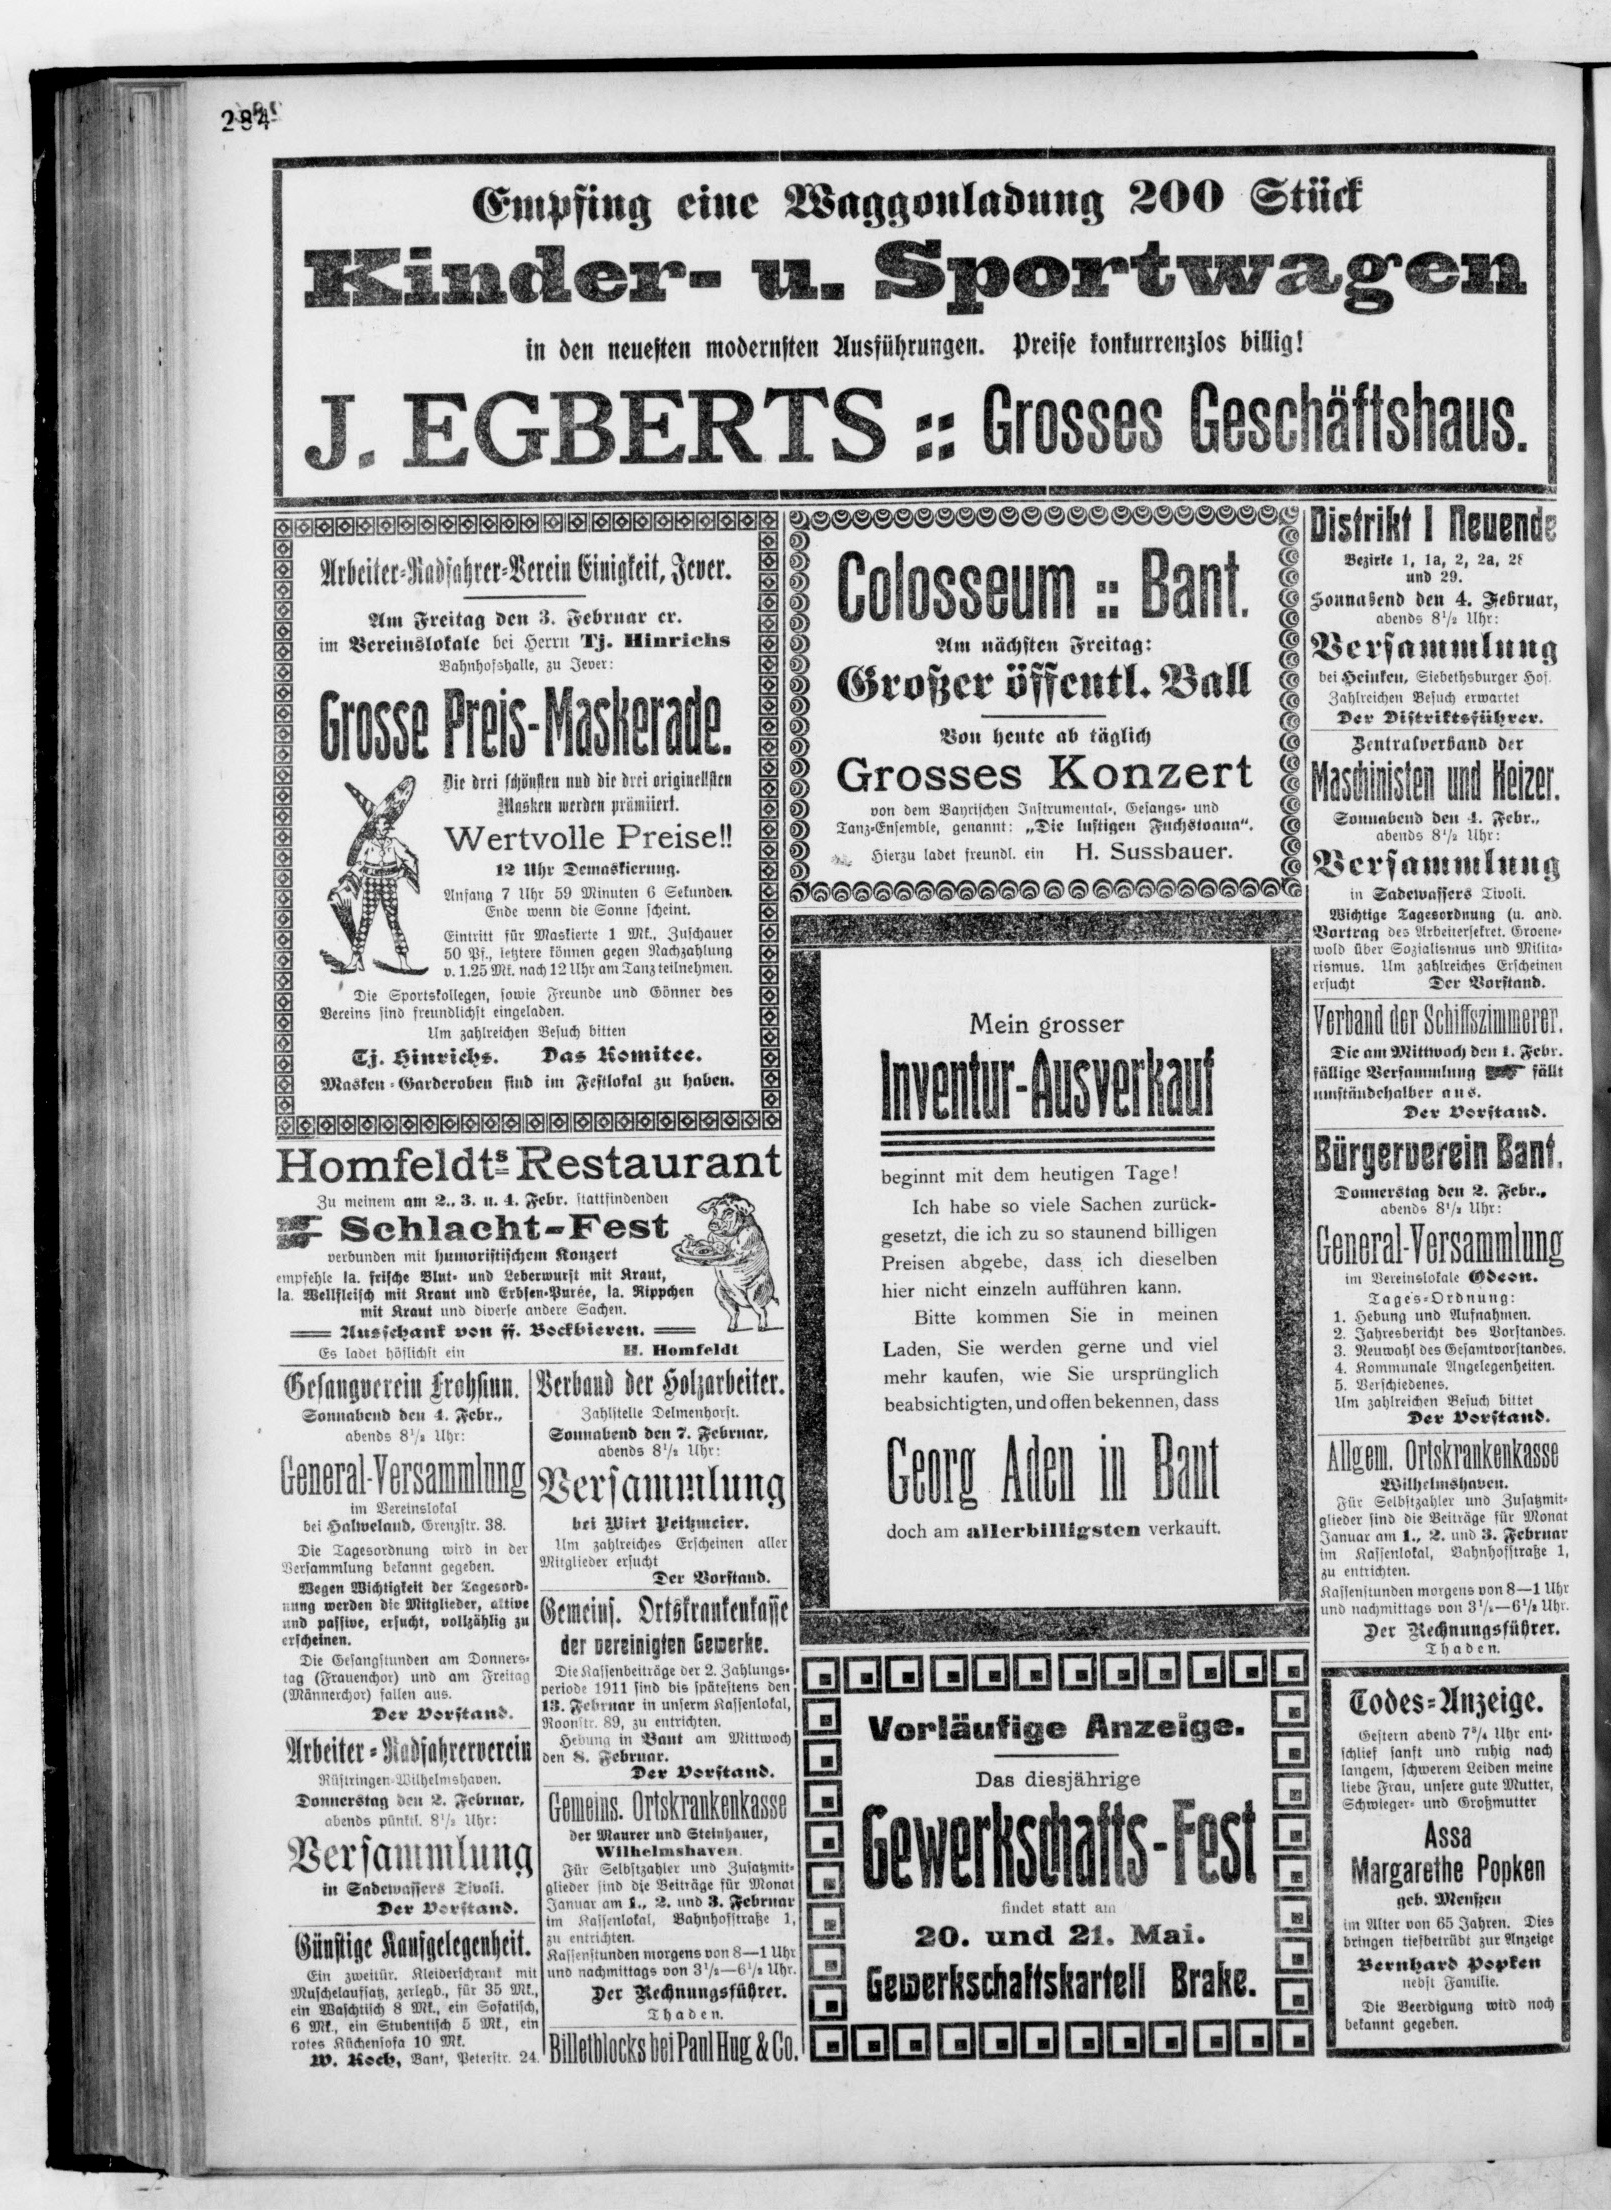 284
Empfing eine Waggonladung 200 Stück
Kinder- u. Sportwagen
in den neuesten modernsten Ausführungen. Preise konkurrenzlos billig!
J. EGBERTS :: Grosses Geschäftshaus.
Arbeiter-Radfahrer-Verein Einigkeit, Jever.
Am Freitag den 3. Februar cr.
im Vereinslokale bei Herrn Tj. Hinrichs
Bahnhofshalle, zu Jever:
Grosse Preis-Maskerade.
Die drei schönsten und die drei originellsten
Masken werden prämiiert.
Wertvolle Preise!!
12 Uhr Demaskierung.
Anfang 7 Uhr 59 Minuten 6 Sekunden.
Ende wenn die Sonne scheint.
Eintritt für Maskierte 1 Mk., Zuschauer
50 Pf., letztere können gegen Nachzahlung
v. 1.25 Mk. nach 12 Uhr am Tanz teilnehmen.
Die Sportskollegen, sowie Freunde und Gönner des
Vereins sind freundlichst eingeladen.
Um zahlreichen Besuch bitten
Tj. Hinrichs. Das Komitee.
Masken-Garderoben sind im Festlokal zu haben.
Homfeldts Restaurant
Zu meinem am 2., 3. u. 4. Febr. stattfindenden
Schlacht-Fest
verbunden mit humoristischem Konzert
empfehle Ia. frische Blut- und Leberwurst mit Kraut,
Ia. Wellfleisch mit Kraut und Erbsen-Purée, Ia. Rippchen
mit Kraut und diverse andere Sachen.
Ausschank von ff. Bockbieren.
Es ladet höflichst ein H. Homfeldt
Gesangverein Frohsinn.
Sonnabend den 4. Febr.,
abends 8½ Uhr:
General-Versammlung
im Vereinslokal
bei Halweland, Grenzstr. 38.
Die Tagesordnung wird in der
Versammlung bekannt gegeben.
Wegen Wichtigkeit der Tagesord-
nung werden die Mitglieder, aktive
und passive, ersucht, vollzählig zu
erscheinen.
Die Gesangstunden am Donners-
tag (Frauenchor) und am Freitag
(Männerchor) fallen aus.
Der Vorstand.
Arbeiter-Radfahrerverein
Rüstringen-Wilhelmshaven.
Donnerstag den 2. Februar,
abends pünktl. 8½ Uhr:
Versammlung
in Sadewassers Tivoli.
Der Vorstand.
Günstige Kaufgelegenheit.
Ein zweitür. Kleiderschrank mit
Muschelaufsatz, zerlegb., für 35 Mk.,
ein Waschtisch 8 Mk., ein Sofatisch,
6 Mk., ein Stubentisch 5 Mk., ein
rotes Küchensofa 10 Mk.
W. Koch, Bant, Peterstr. 24.
Verband der Holzarbeiter.
Zahlstelle Delmenhorst.
Sonnabend den 7. Februar,
abends 8½ Uhr:
Versammlung
bei Wirt Peitzmeier.
Um zahlreiches Erscheinen aller
Mitglieder ersucht
Der Vorstand.
Gemeins. Ortskrankenkasse
der vereinigten Gewerke.
Die Kassenbeiträge der 2. Zahlungs-
periode 1911 sind bis spätestens den
13. Februar in unserm Kassenlokal,
Roonstr. 89, zu entrichten.
Hebung in Bant am Mittwoch
den 8. Februar.
Der Vorstand.
Gemeins. Ortskrankenkasse
der Maurer und Steinhauer,
Wilhelmshaven.
Für Selbstzahler und Zusatzmit-
glieder sind die Beiträge für Monat
Januar am 1., 2. und 3. Februar
im Kassenlokal, Bahnhofstraße 1,
zu entrichten.
Kassenstunden morgens von 8—1 Uhr
und nachmittags von 3½—6½ Uhr.
Der Rechnungsführer.
Thaden.
Billetblocks bei Paul Hug & Co.
Colosseum :: Bant.
Am nächsten Freitag:
Großer öffentl. Ball
Von heute ab täglich
Grosses Konzert
von dem Bayrischen Instrumental-, Gesangs- und
Tanz-Ensemble, genannt: „Die lustigen Fuchstoana“.
Hierzu ladet freundl. ein H. Sussbauer.
Mein grosser
Inventur-Ausverkauf
beginnt mit dem heutigen Tage!
Ich habe so viele Sachen zurück-
gesetzt, die ich zu so staunend billigen
Preisen abgebe, dass ich dieselben
hier nicht einzeln aufführen kann.
Bitte kommen Sie in meinen
Laden, Sie werden gerne und viel
mehr kaufen, wie Sie ursprünglich
beabsichtigten, und offen bekennen, dass
Georg Aden in Bant
doch am allerbilligsten verkauft.
Vorläufige Anzeige.
Das diesjährige
Gewerkschafts-Fest
findet statt am
20. und 21. Mai.
Gewerkschaftskartell Brake.
Distrikt I Neuende
Bezirke 1, 1a, 2, 2a, 28
und 29.
Sonnabend den 4. Februar,
abends 8½ Uhr:
Versammlung
bei Heinken, Siebethsburger Hof.
Zahlreichen Besuch erwartet
Der Distriktsführer.
Zentralverband der
Maschinisten und Heizer.
Sonnabend den 4. Febr.,
abends 8½ Uhr:
Versammlung
in Sadewassers Tivoli.
Wichtige Tagesordnung (u. and.
Vortrag des Arbeitersekret. Groene-
wold über Sozialismus und Milita-
rismus. Um zahlreiches Erscheinen
ersucht Der Vorstand.
Verband der Schiffszimmerer.
Die am Mittwoch den 1. Febr.
fällige Versammlung fällt
umständehalber aus.
Der Vorstand.
Bürgerverein Bant.
Donnerstag den 2. Febr.,
abends 8½ Uhr:
General-Versammlung
im Vereinslokale Odeon.
Tages-Ordnung:
1. Hebung und Aufnahmen.
2. Jahresbericht des Vorstandes.
3. Neuwahl des Gesamtvorstandes.
4. Kommunale Angelegenheiten.
5. Verschiedenes.
Um zahlreichen Besuch bittet
Der Vorstand.
Allgem. Ortskrankenkasse
Wilhelmshaven.
Für Selbstzahler und Zusatzmit-
glieder sind die Beiträge für Monat
Januar am 1., 2. und 3. Februar
im Kassenlokal, Bahnhofstraße 1,
zu entrichten.
Kassenstunden morgens von 8—1 Uhr
und nachmittags von 3½—6½ Uhr.
Der Rechnungsführer.
Thaden.
Todes-Anzeige.
Gestern abend 7¾ Uhr ent-
schlief sanft und ruhig nach
langem, schwerem Leiden meine
liebe Frau, unsere gute Mutter,
Schwieger- und Großmutter
Assa
Margarethe Popken
geb. Menßen
im Alter von 65 Jahren. Dies
bringen tiefbetrübt zur Anzeige
Bernhard Popken
nebst Familie.
Die Beerdigung wird noch
bekannt gegeben.